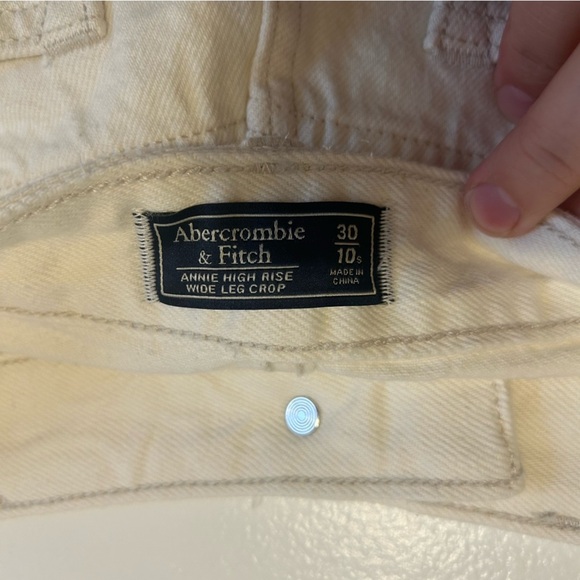 Abercrombie
& Fitch
ANNIE HIGH RISE
WIDE LEG CROP
30
10s
MADE IN
CHINA